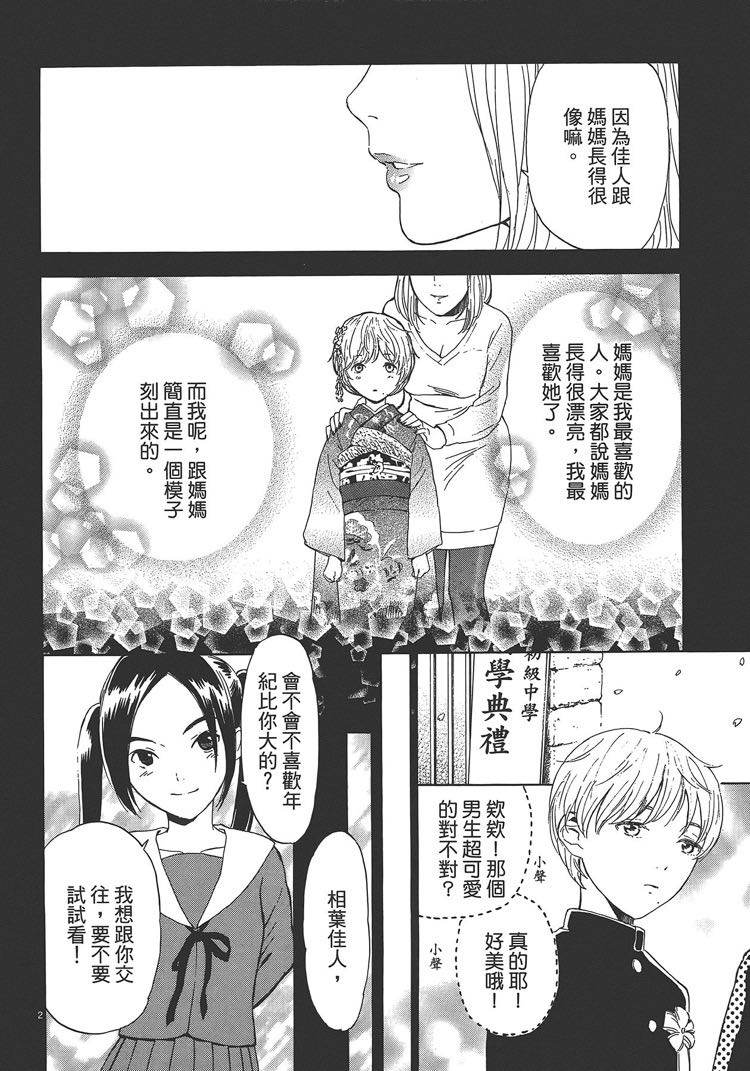 因為佳人跟
媽媽長得很
像嘛。
媽媽是我最喜歡的
人。大家都說媽媽
長得很漂亮，我最
喜歡她了。
而我呢，跟媽媽
簡直是一個模子
刻出來的。
初級中學
學典禮
欸欸！那個
男生超可愛
的對不對？
小聲
真的耶！
好美哦！
小聲
會不會不喜歡年
紀比你大的？
相葉佳人，
我想跟你交
往，要不要
試試看！
2